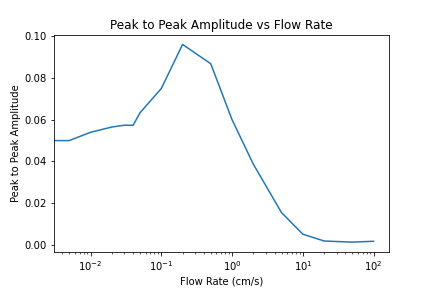 Peak to Peak Amplitude vs Flow Rate
0.10
0.08
0.06
0.04
0.02
0.00
Peak to Peak Amplitude
10⁻² 10⁻¹ 10⁰ 10¹ 10²
Flow Rate (cm/s)